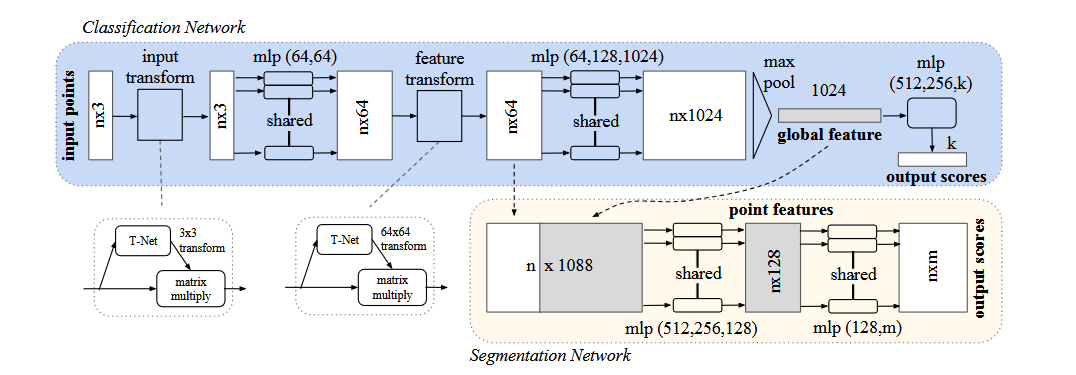 Classification Network
input points
nx3
input
transform
nx3
mlp (64,64)
shared
nx64
feature
transform
nx64
mlp (64,128,1024)
shared
nx1024
max
pool
1024
global feature
mlp
(512,256,k)
k
output scores
T-Net
3x3
transform
matrix
multiply
T-Net
64x64
transform
matrix
multiply
point features
n x 1088
shared
mlp (512,256,128)
nx128
shared
mlp (128,m)
nxm
output scores
Segmentation Network